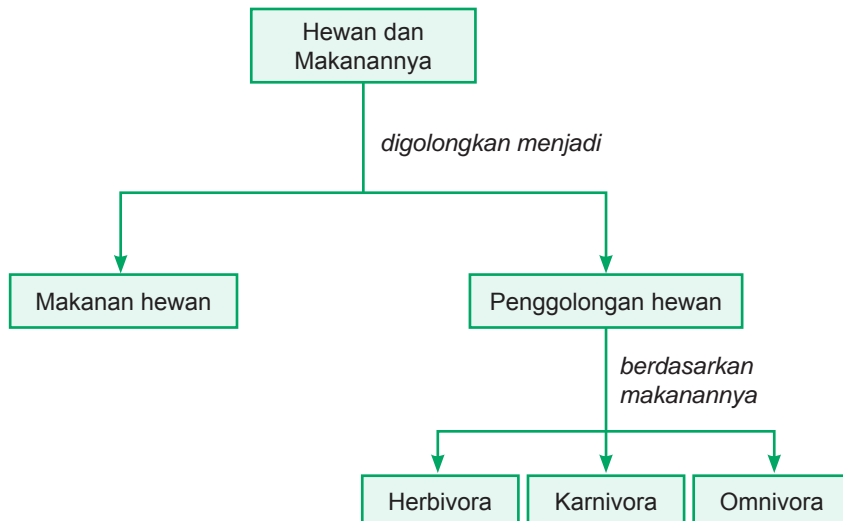 Hewan dan
Makanannya
digolongkan menjadi
Makanan hewan
Penggolongan hewan
berdasarkan
makanannya
Herbivora
Karnivora
Omnivora